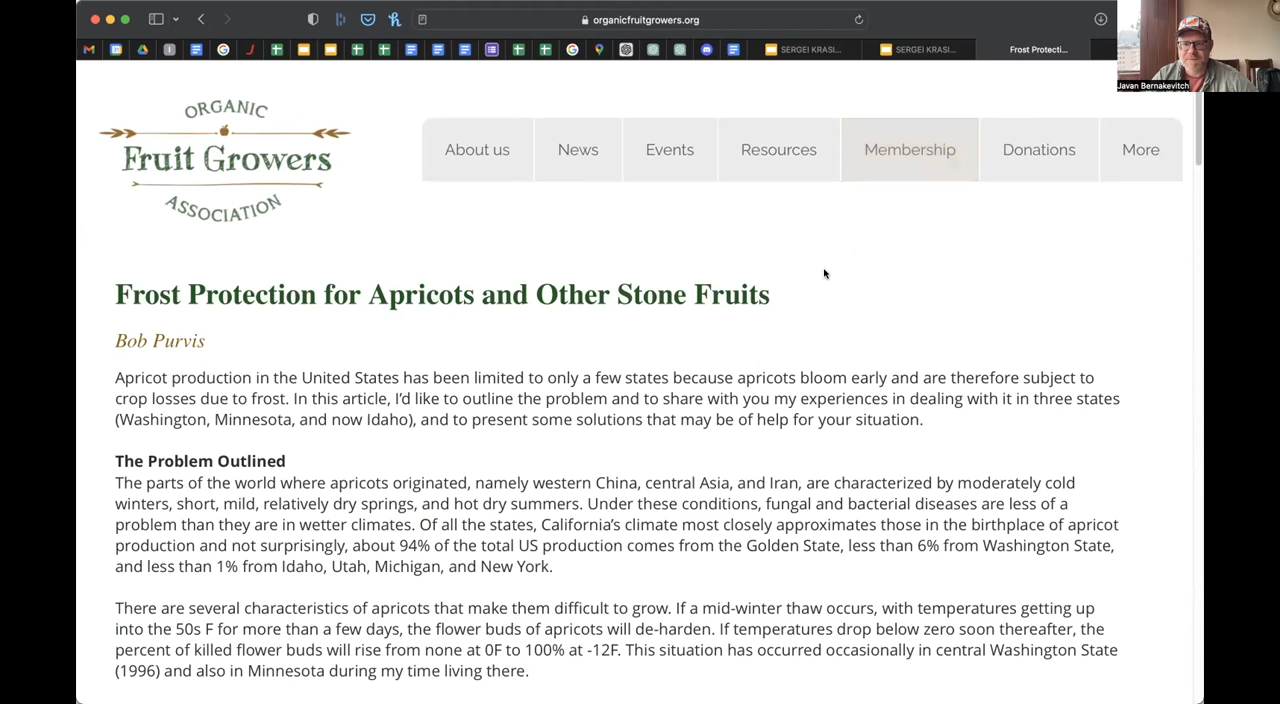 organicfruitgrowers.org
SERGEI KRASI...
SERGEI KRASI...
Frost Protecti...
Javan Bernakevitch
ORGANIC
Fruit Growers
ASSOCIATION
About us
News
Events
Resources
Membership
Donations
More
Frost Protection for Apricots and Other Stone Fruits
Bob Purvis
Apricot production in the United States has been limited to only a few states because apricots bloom early and are therefore subject to
crop losses due to frost. In this article, I'd like to outline the problem and to share with you my experiences in dealing with it in three states
(Washington, Minnesota, and now Idaho), and to present some solutions that may be of help for your situation.
The Problem Outlined
The parts of the world where apricots originated, namely western China, central Asia, and Iran, are characterized by moderately cold
winters, short, mild, relatively dry springs, and hot dry summers. Under these conditions, fungal and bacterial diseases are less of a
problem than they are in wetter climates. Of all the states, California's climate most closely approximates those in the birthplace of apricot
production and not surprisingly, about 94% of the total US production comes from the Golden State, less than 6% from Washington State,
and less than 1% from Idaho, Utah, Michigan, and New York.
There are several characteristics of apricots that make them difficult to grow. If a mid-winter thaw occurs, with temperatures getting up
into the 50s F for more than a few days, the flower buds of apricots will de-harden. If temperatures drop below zero soon thereafter, the
percent of killed flower buds will rise from none at 0F to 100% at -12F. This situation has occurred occasionally in central Washington State
(1996) and also in Minnesota during my time living there.